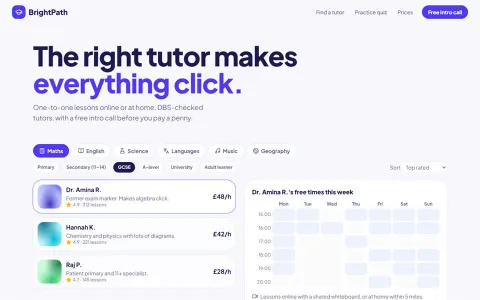 BrightPath
Find a tutor
Practice quiz
Prices
Free intro call
The right tutor makes
everything click.
One-to-one lessons online or at home, DBS-checked
tutors, with a free intro call before you pay a penny.
Maths
English
Science
Languages
Music
Geography
Primary
Secondary (11–14)
GCSE
A-level
University
Adult learner
Sort
Top rated
Dr. Amina R.
Former exam marker. Makes algebra click.
4.9 · 312 lessons
£48/h
Hannah K.
Chemistry and physics with lots of diagrams.
4.9 · 221 lessons
£42/h
Raj P.
Patient primary and 11+ specialist.
4.7 · 145 lessons
£28/h
Dr. Amina R.'s free times this week
Mon Tue Wed Thu Fri Sat Sun
15:00
16:00
17:00
18:00
19:00
20:00
Lessons online with a shared whiteboard, or at home within 5 miles.